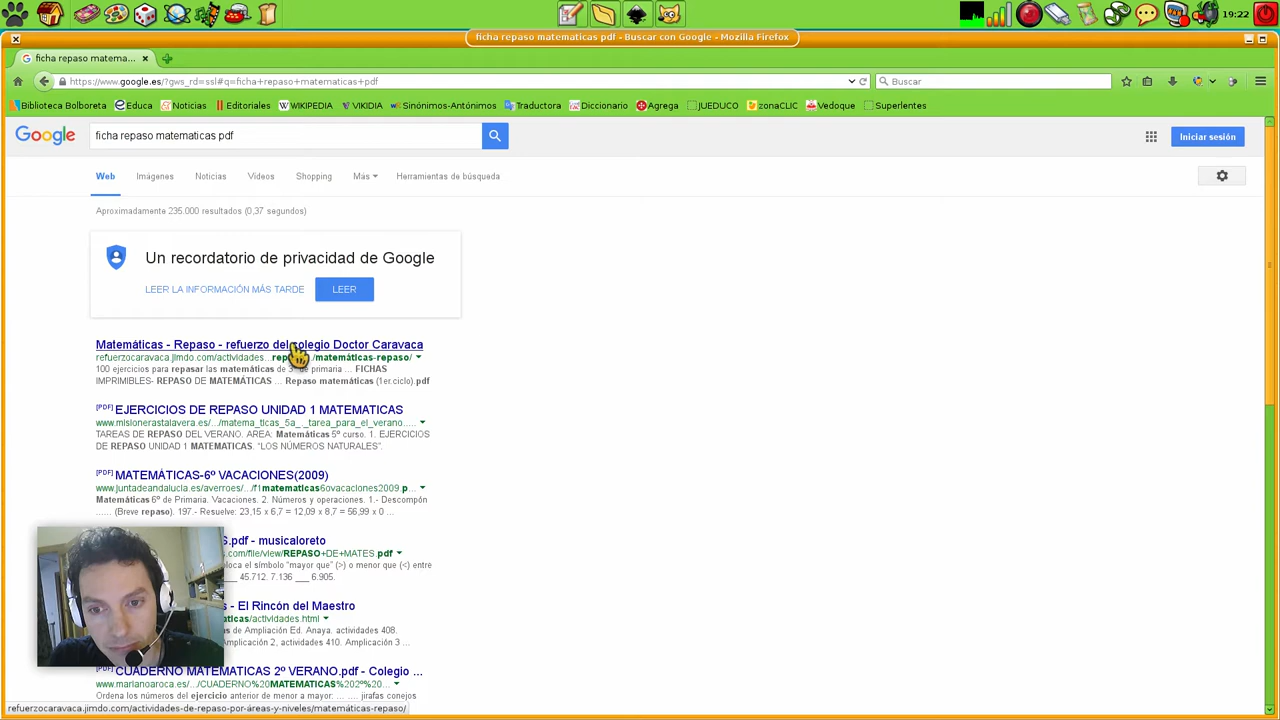 19:22
ficha repaso matematicas pdf - Buscar con Google - Mozilla Firefox
ficha repaso matema...
https://www.google.es/?gws_rd=ssl#q=ficha+repaso+matematicas+pdf
Buscar
Biblioteca Bolboreta Educa Noticias Editoriales WIKIPEDIA VIKIDIA Sinónimos-Antónimos Traductora Diccionario Agrega JUEDUCO zonaCLIC Vedoque Superlentes
Google
ficha repaso matematicas pdf
Iniciar sesión
Web Imágenes Noticias Vídeos Shopping Más Herramientas de búsqueda
Aproximadamente 235.000 resultados (0,37 segundos)
Un recordatorio de privacidad de Google
LEER LA INFORMACIÓN MÁS TARDE LEER
Matemáticas - Repaso - refuerzo del colegio Doctor Caravaca
refuerzocaravaca.jimdo.com/actividades...rep.../matemáticas-repaso/
100 ejercicios para repasar las matemáticas de 3º de primaria ... FICHAS
IMPRIMIBLES- REPASO DE MATEMÁTICAS ... Repaso matemáticas (1er.ciclo).pdf
[PDF] EJERCICIOS DE REPASO UNIDAD 1 MATEMATICAS
www.misionerastalavera.es/.../matema_ticas_5a_._tarea_para_el_verano.....
TAREAS DE REPASO DEL VERANO. AREA: Matemáticas 5º curso. 1. EJERCICIOS
DE REPASO UNIDAD 1 MATEMATICAS. “LOS NÚMEROS NATURALES”.
[PDF] MATEMÁTICAS-6º VACACIONES(2009)
www.juntadeandalucia.es/averroes/.../f1matematicas6ovacaciones2009.p...
Matemáticas 6º de Primaria. Vacaciones. 2. Números y operaciones. 1.- Descompón
...... (Breve repaso). 197.- Resuelve: 23,15 x 6,7 = 12,09 x 8,7 = 56,99 x 0 ...
S.pdf - musicaloreto
s.com/file/view/REPASO+DE+MATES.pdf
oloca el símbolo “mayor que” (>) o menor que (<) entre
___ 45.712. 7.136 ___ 6.905.
s - El Rincón del Maestro
aticas/actividades.html
as de Ampliación Ed. Anaya. actividades 408.
Amplicación 2, actividades 410. Amplicación 3 ...
[PDF] CUADERNO MATEMATICAS 2º VERANO.pdf - Colegio ...
www.marianoaroca.es/.../CUADERNO%20MATEMATICAS%202º%20...
Ordena los números del ejercicio anterior de menor a mayor: ... .... jirafas conejos
refuerzocaravaca.jimdo.com/actividades-de-repaso-por-áreas-y-niveles/matemáticas-repaso/